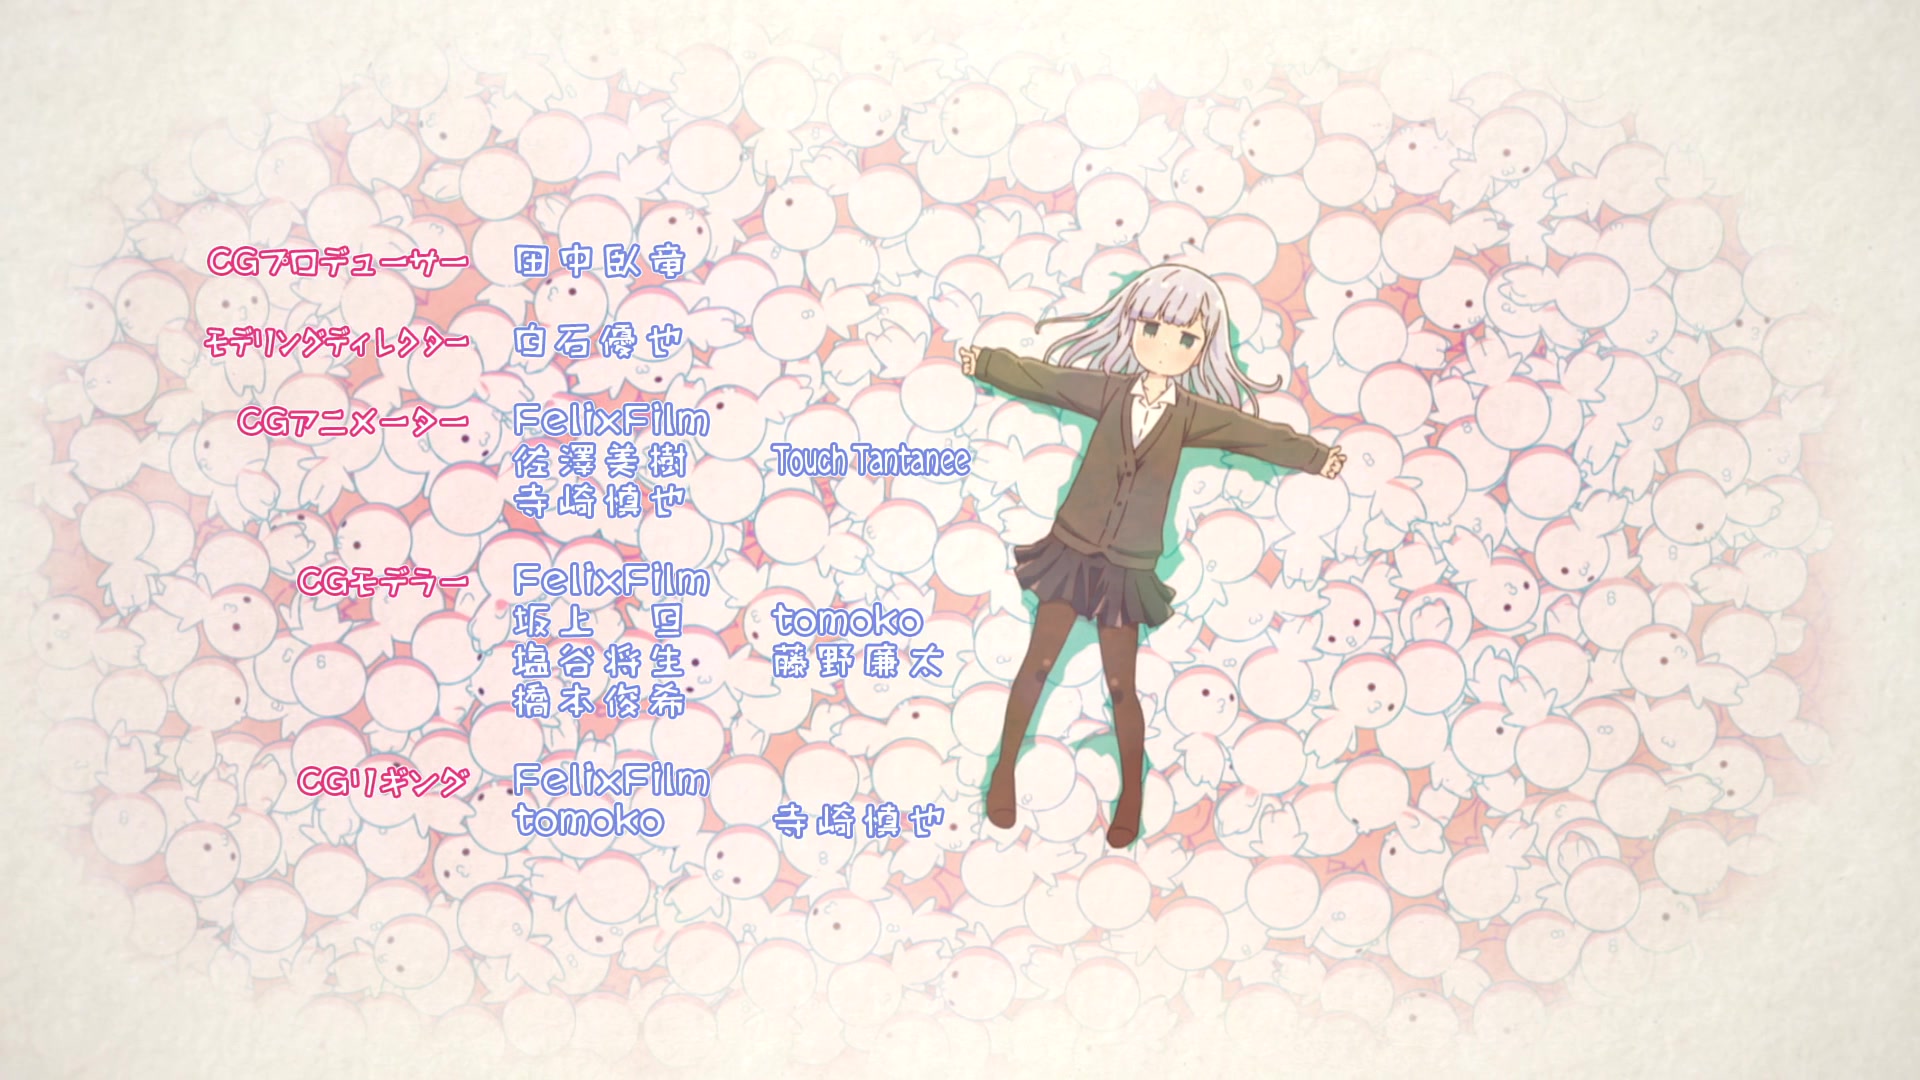 CGプロデューサー 田中臥竜
モデリングディレクター 白石優也
CGアニメーター FelixFilm
佐澤美樹 Touch Tantanee
寺崎慎也
CGモデラー FelixFilm
坂上 旦 tomoko
塩谷将生 藤野廉太
橋本俊希
CGリギング FelixFilm
tomoko 寺崎慎也